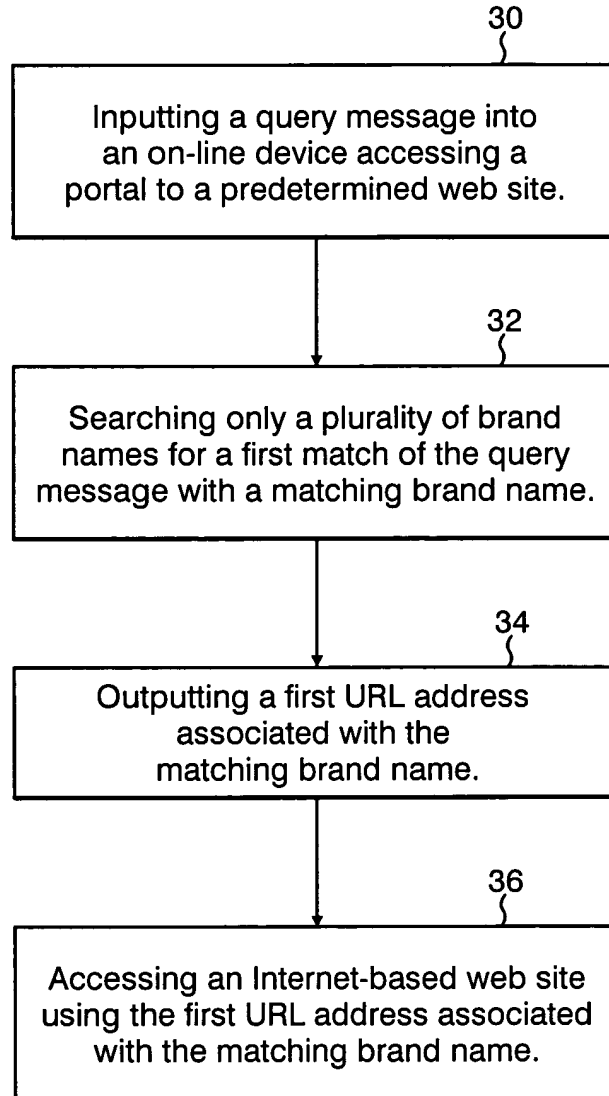 30
Inputting a query message into
an on-line device accessing a
portal to a predetermined web site.
32
Searching only a plurality of brand
names for a first match of the query
message with a matching brand name.
34
Outputting a first URL address
associated with the
matching brand name.
36
Accessing an Internet-based web site
using the first URL address associated
with the matching brand name.